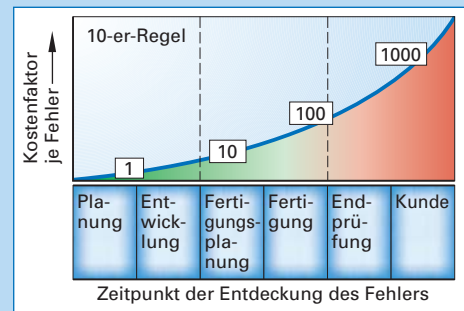 10-er-Regel
Kostenfaktor
je Fehler
1
10
100
1000
Pla-
nung
Ent-
wick-
lung
Ferti-
gungs-
pla-
nung
Ferti-
gung
End-
prü-
fung
Kunde
Zeitpunkt der Entdeckung des Fehlers